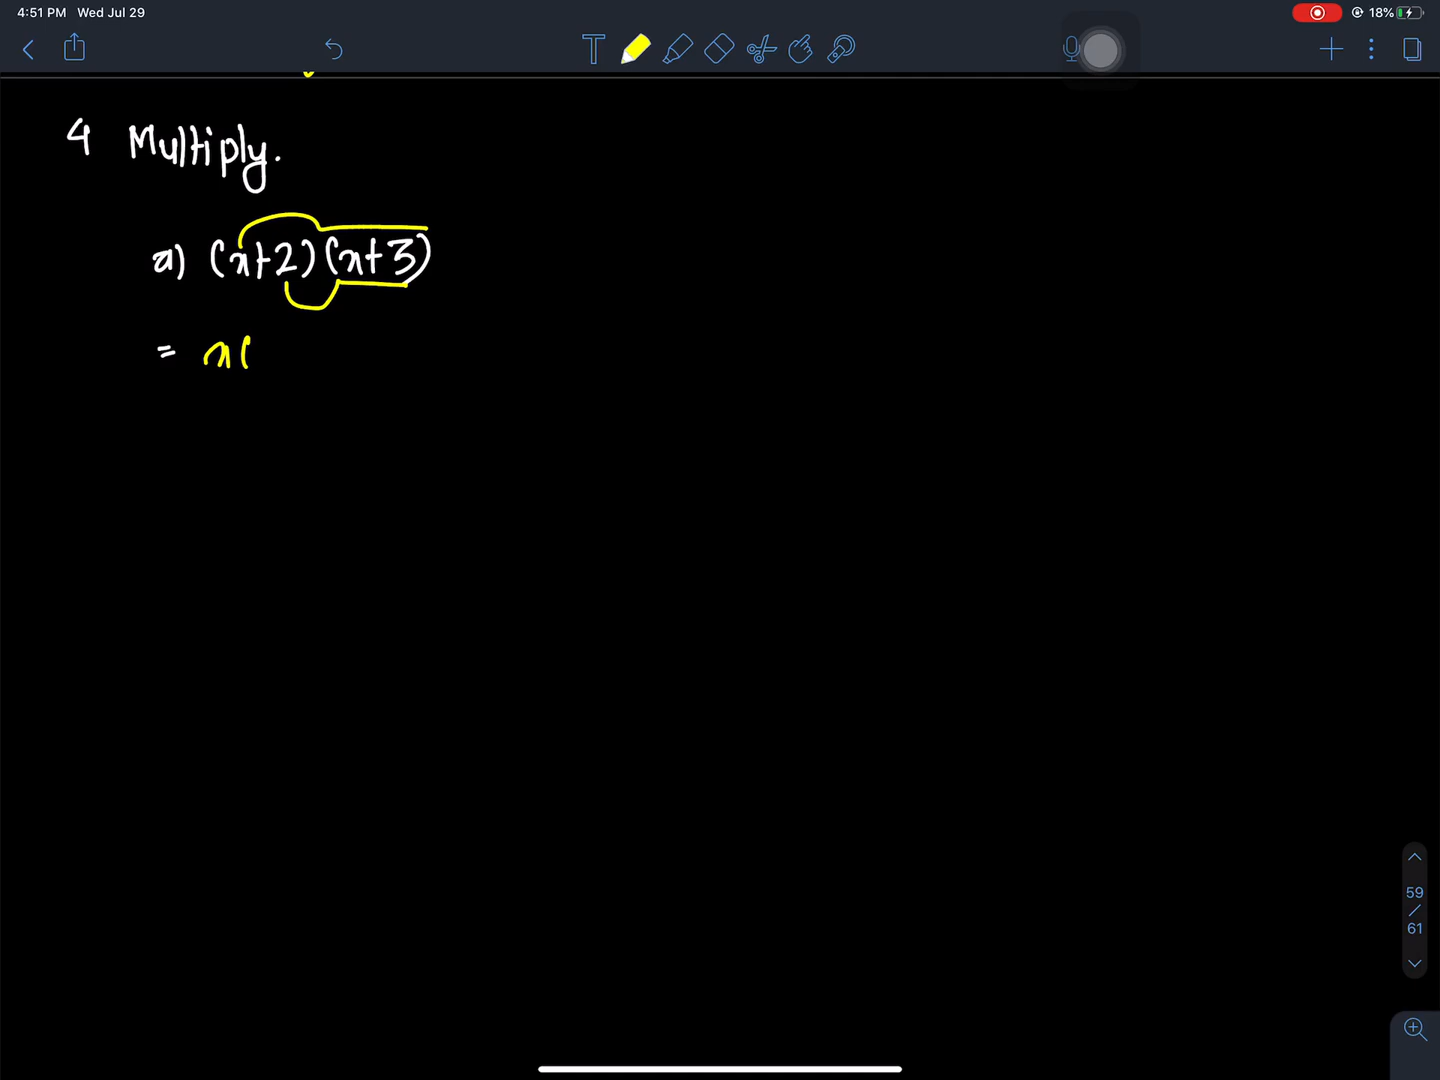 4:51 PM Wed Jul 29 18%
4 Multiply.
a) (x+2)(x+3)
= x(
59
/
61